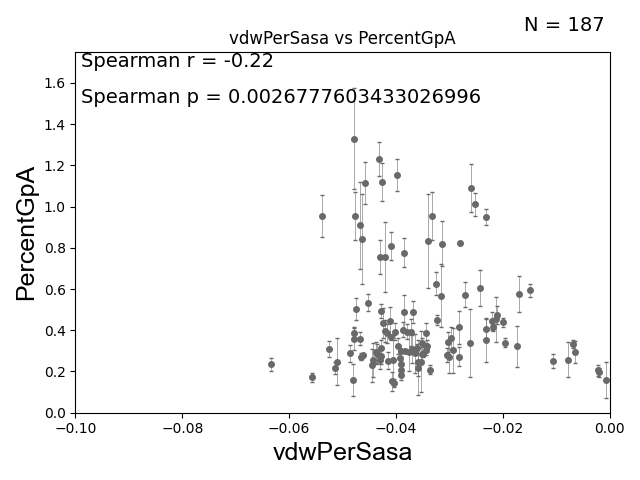 N = 187
vdwPerSasa vs PercentGpA
Spearman r = -0.22
Spearman p = 0.0026777603433026996
1.6
1.4
1.2
1.0
0.8
0.6
0.4
0.2
0.0
PercentGpA
−0.10
−0.08
−0.06
−0.04
−0.02
0.00
vdwPerSasa